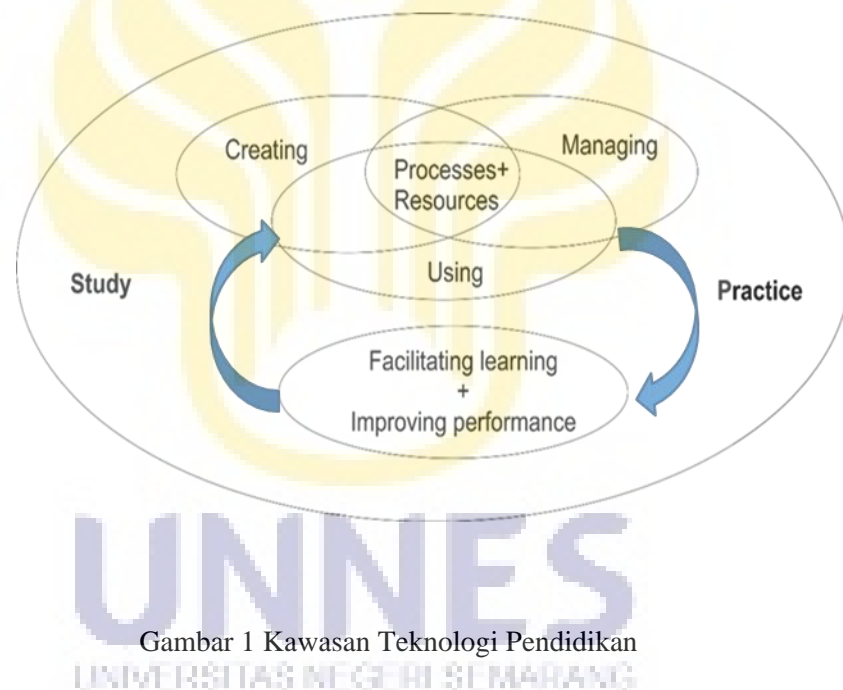 Creating
Managing
Processes+
Resources
Using
Study
Practice
Facilitating learning
+
Improving performance
UNNES
Gambar 1 Kawasan Teknologi Pendidikan
UNIVERSITAS NEGERI SEMARANG